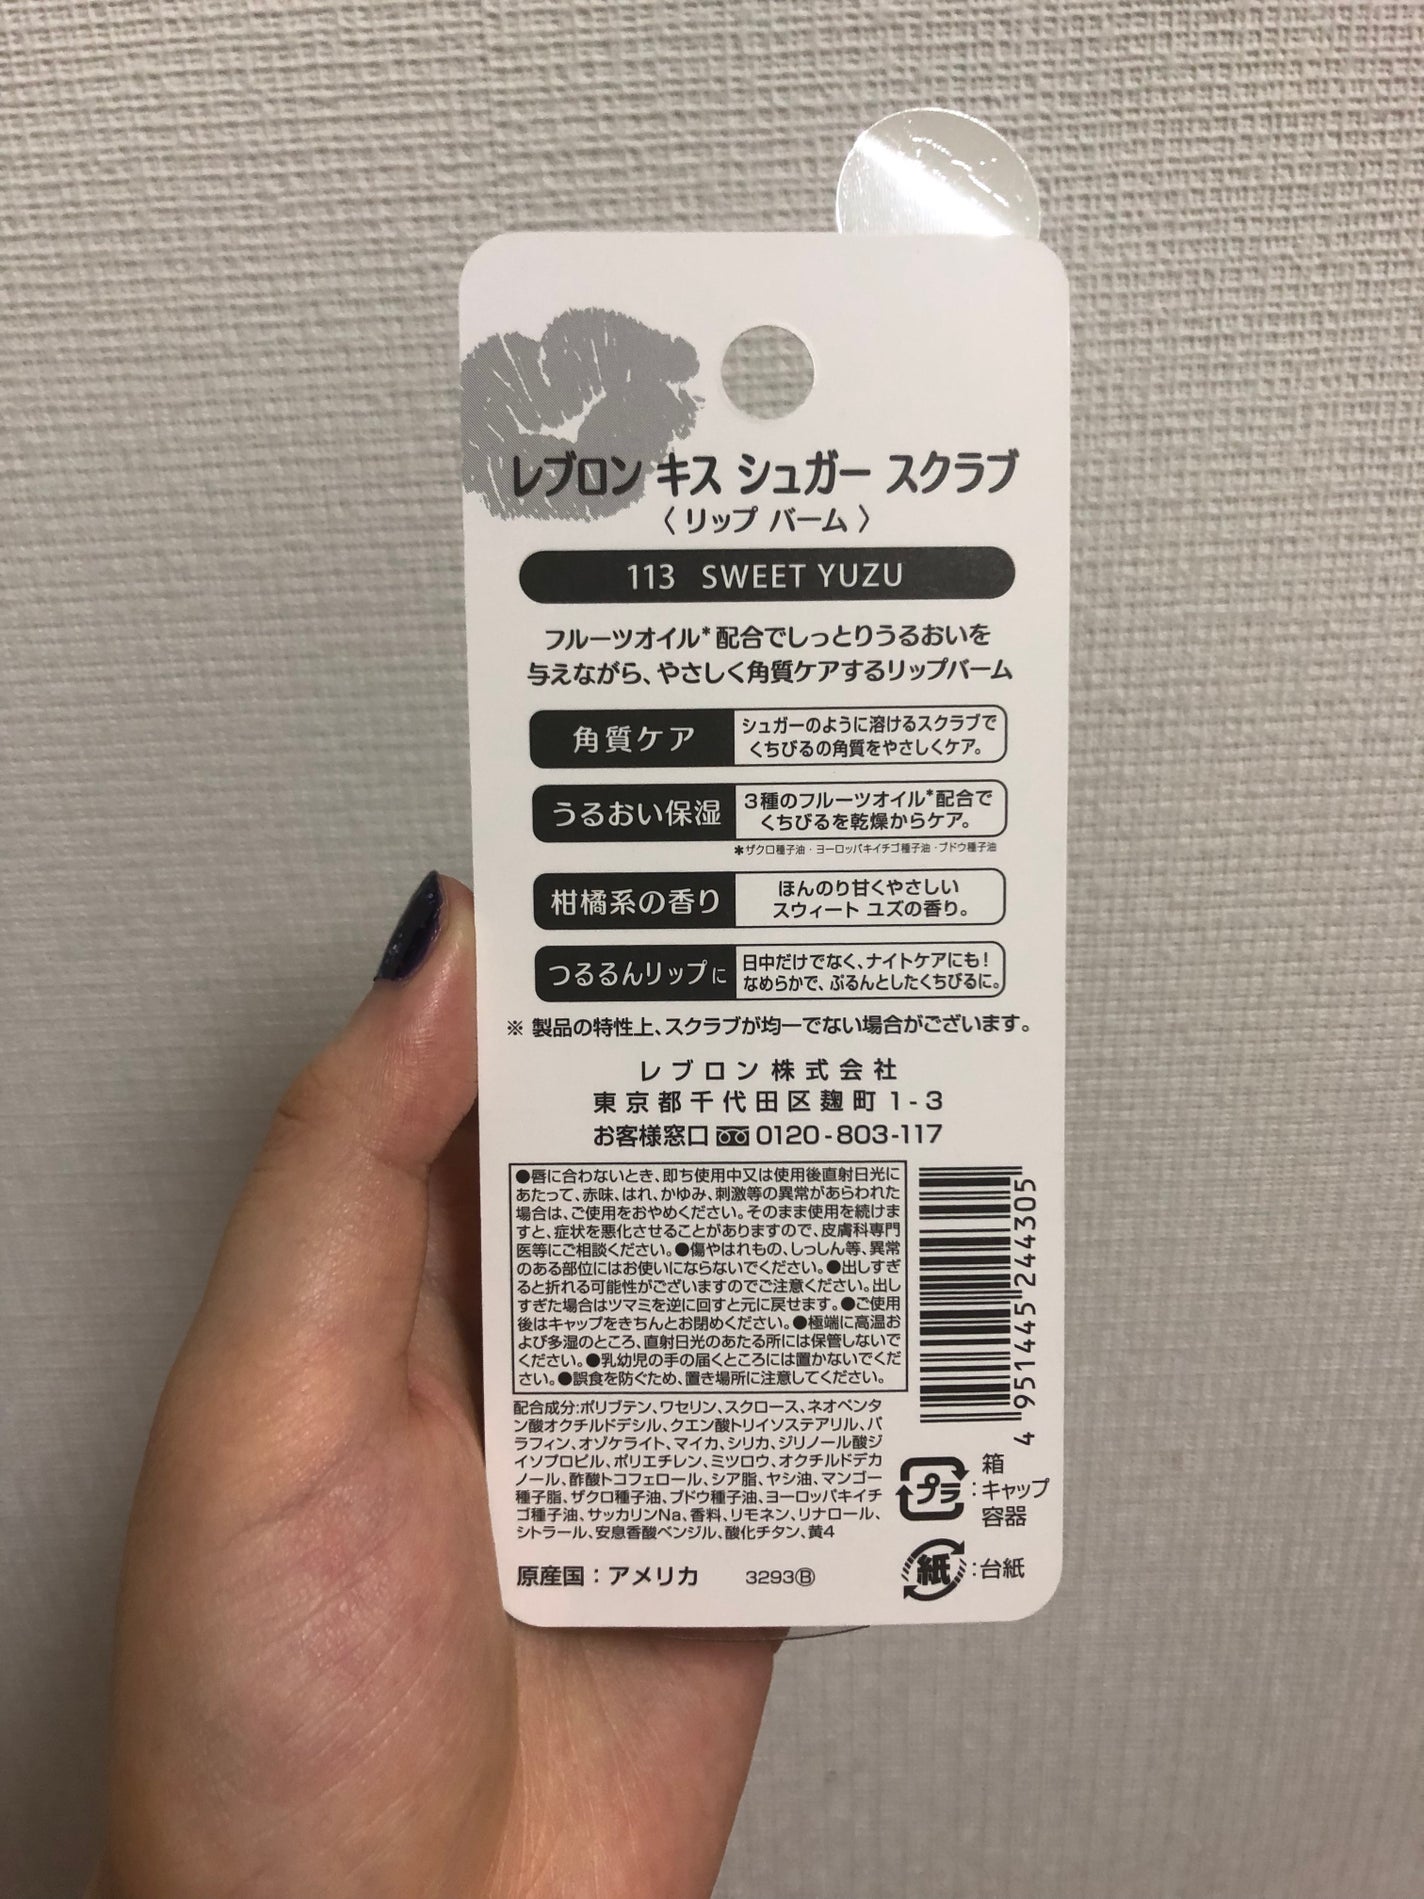 レブロン キス シュガー スクラブ
〈 リップ バーム 〉
113 SWEET YUZU
フルーツオイル*配合でしっとりうるおいを
与えながら、やさしく角質ケアするリップバーム
角質ケア
シュガーのように溶けるスクラブで
くちびるの角質をやさしくケア。
うるおい保湿
3種のフルーツオイル*配合で
くちびるを乾燥からケア。
*ザクロ種子油・ヨーロッパキイチゴ種子油・ブドウ種子油
柑橘系の香り
ほんのり甘くやさしい
スウィート ユズの香り。
つるるんリップに
日中だけでなく、ナイトケアにも!
なめらかで、ぷるんとしたくちびるに。
※ 製品の特性上、スクラブが均一でない場合がございます。
レブロン株式会社
東京都千代田区麹町 1-3
お客様窓口 0120-803-117
●唇に合わないとき、即ち使用中又は使用後直射日光に
あたって、赤味、はれ、かゆみ、刺激等の異常があらわれた
場合は、ご使用をおやめください。そのまま使用を続けま
すと、症状を悪化させることがありますので、皮膚科専門
医等にご相談ください。●傷やはれもの、しっしん等、異常
のある部位にはお使いにならないでください。●出しすぎ
ると折れる可能性がございますのでご注意ください。出し
すぎた場合はツマミを逆に回すと元に戻せます。●ご使用
後はキャップをきちんとお閉めください。●極端に高温お
よび多湿のところ、直射日光のあたる所には保管しないで
ください。●乳幼児の手の届くところには置かないでくだ
さい。●誤食を防ぐため、置き場所に注意してください。
4 951445 244305
配合成分:ポリブテン、ワセリン、スクロース、ネオペンタ
ン酸オクチルドデシル、クエン酸トリイソステアリル、パ
ラフィン、オゾケライト、マイカ、シリカ、ジリノール酸ジ
イソプロピル、ポリエチレン、ミツロウ、オクチルドデカ
ノール、酢酸トコフェロール、シア脂、ヤシ油、マンゴー
種子脂、ザクロ種子油、ブドウ種子油、ヨーロッパキイチ
ゴ種子油、サッカリンNa、香料、リモネン、リナロール、
シトラール、安息香酸ベンジル、酸化チタン、黄4
プラ
:箱
キャップ
容器
原産国：アメリカ 3293Ⓑ
紙 :台紙